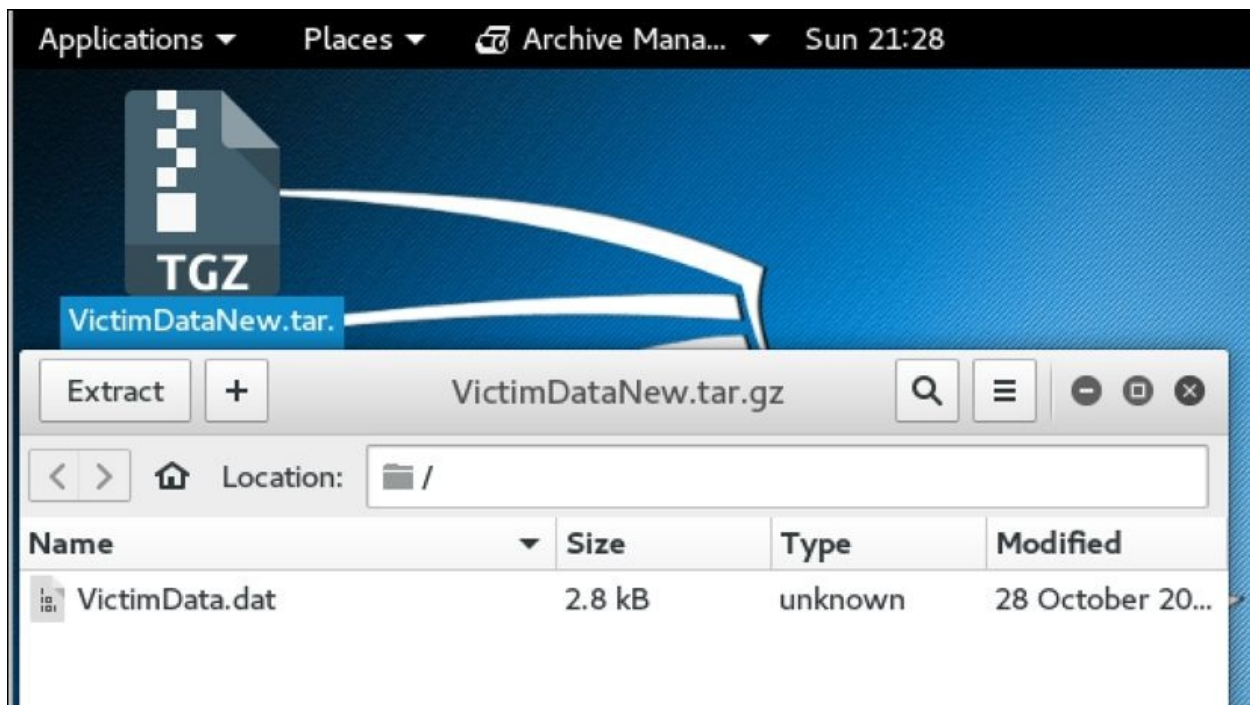 Applications Places Archive Mana... Sun 21:28
TGZ
VictimDataNew.tar.
Extract + VictimDataNew.tar.gz
Location: /
Name Size Type Modified
VictimData.dat 2.8 kB unknown 28 October 20...